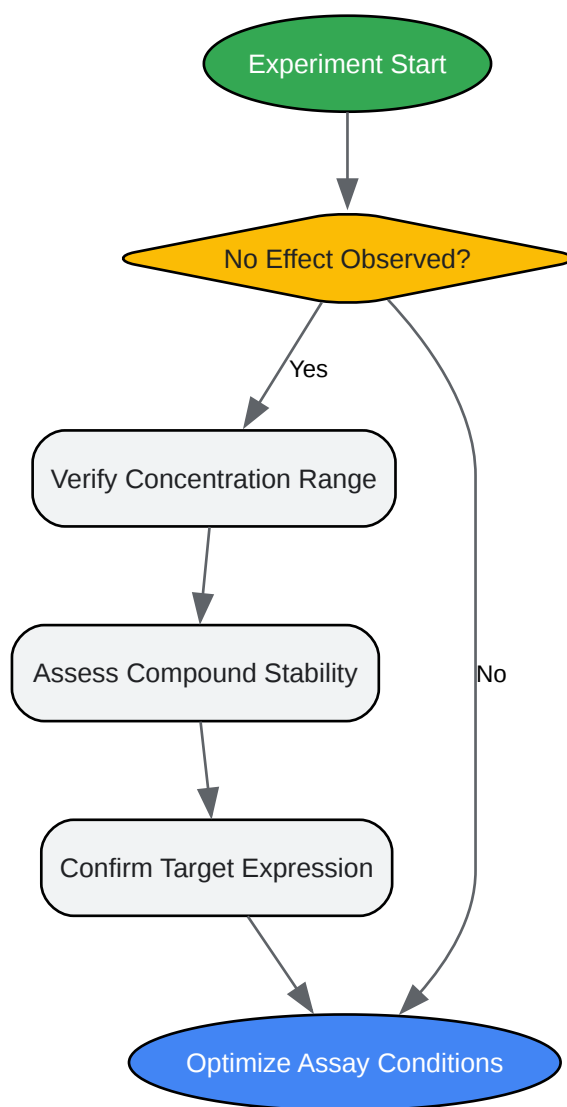 Experiment Start
No Effect Observed?
Yes
Verify Concentration Range
Assess Compound Stability
No
Confirm Target Expression
Optimize Assay Conditions